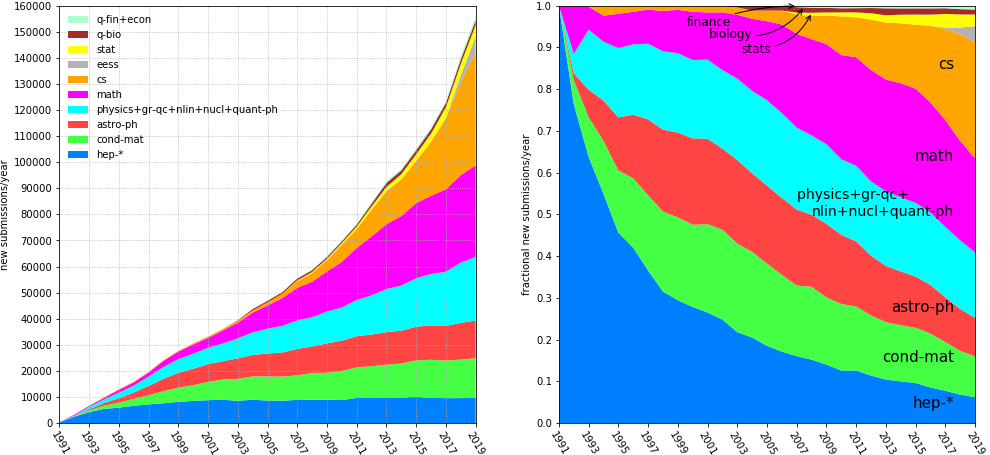 160000
150000
140000
130000
120000
110000
100000
90000
80000
70000
60000
50000
40000
30000
20000
10000
0
new submissions/year
q-fin+econ
q-bio
stat
eess
cs
math
physics+gr-qc+nlin+nucl+quant-ph
astro-ph
cond-mat
hep-*
1991
1993
1995
1997
1999
2001
2003
2005
2007
2009
2011
2013
2015
2017
2019
1.0
0.9
0.8
0.7
0.6
0.5
0.4
0.3
0.2
0.1
0.0
fractional new submissions/year
finance
biology
stats
cs
math
physics+gr-qc+
nlin+nucl+quant-ph
astro-ph
cond-mat
hep-*
1991
1993
1995
1997
1999
2001
2003
2005
2007
2009
2011
2013
2015
2017
2019